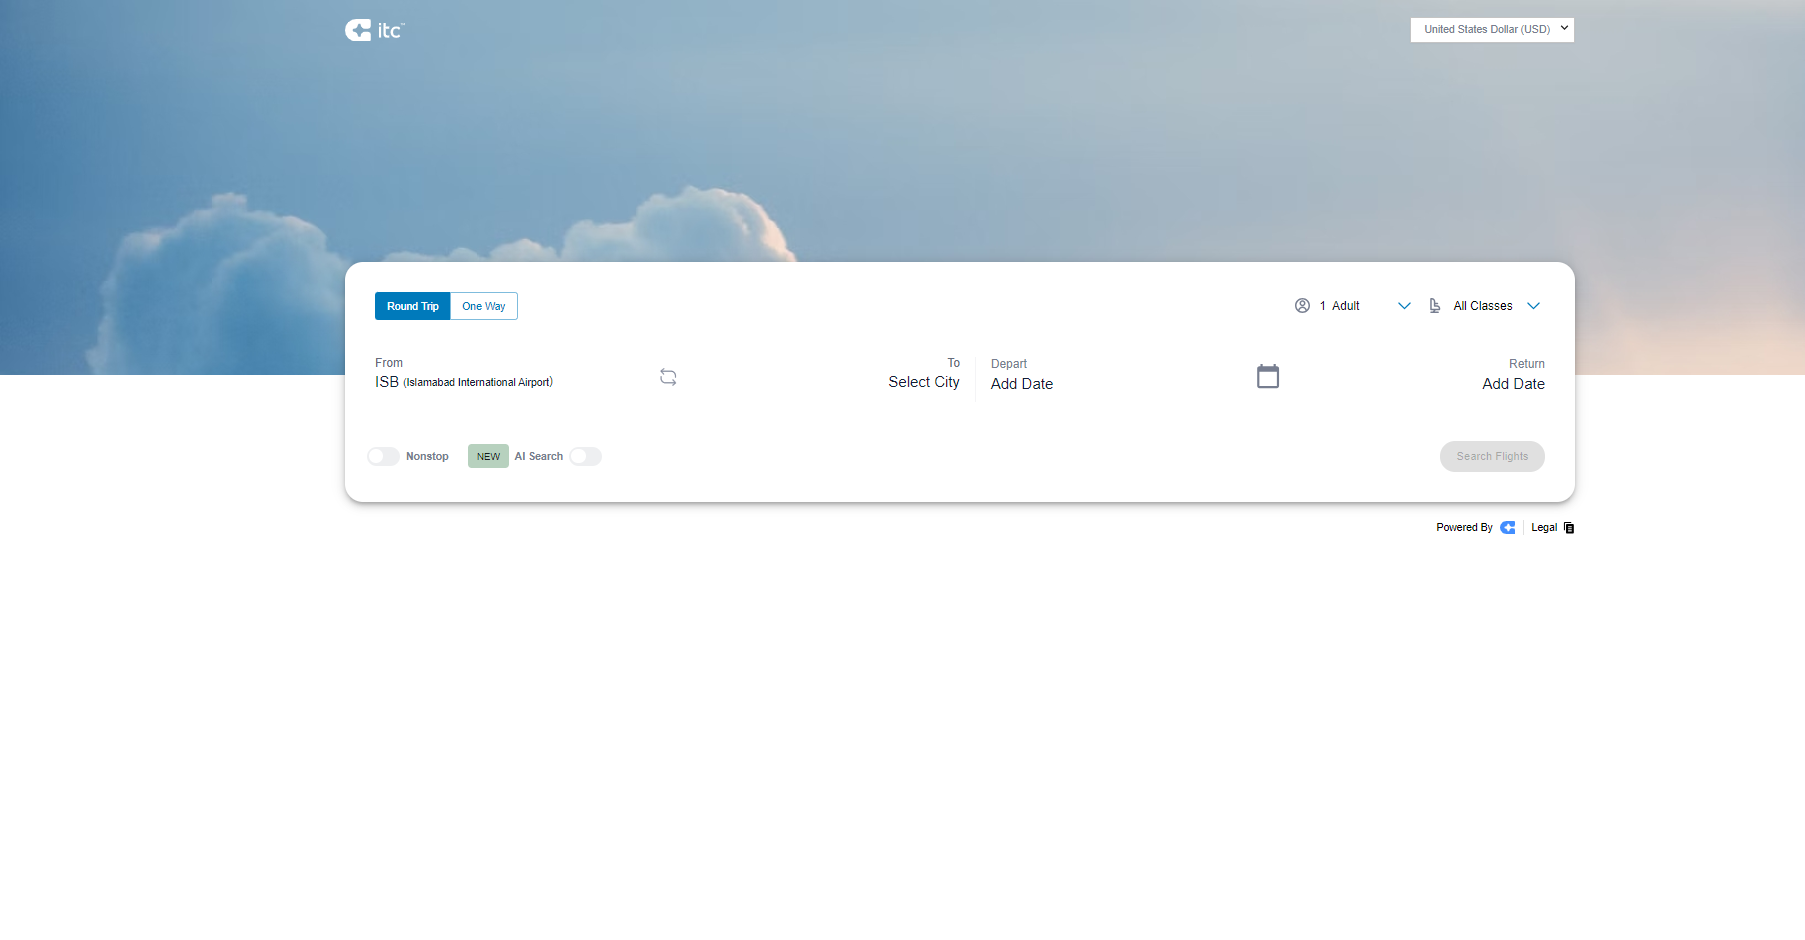 itc™
United States Dollar (USD)
Round Trip
One Way
1 Adult
All Classes
From
ISB (Islamabad International Airport)
To
Select City
Depart
Add Date
Return
Add Date
Nonstop
NEW
AI Search
Search Flights
Powered By
Legal